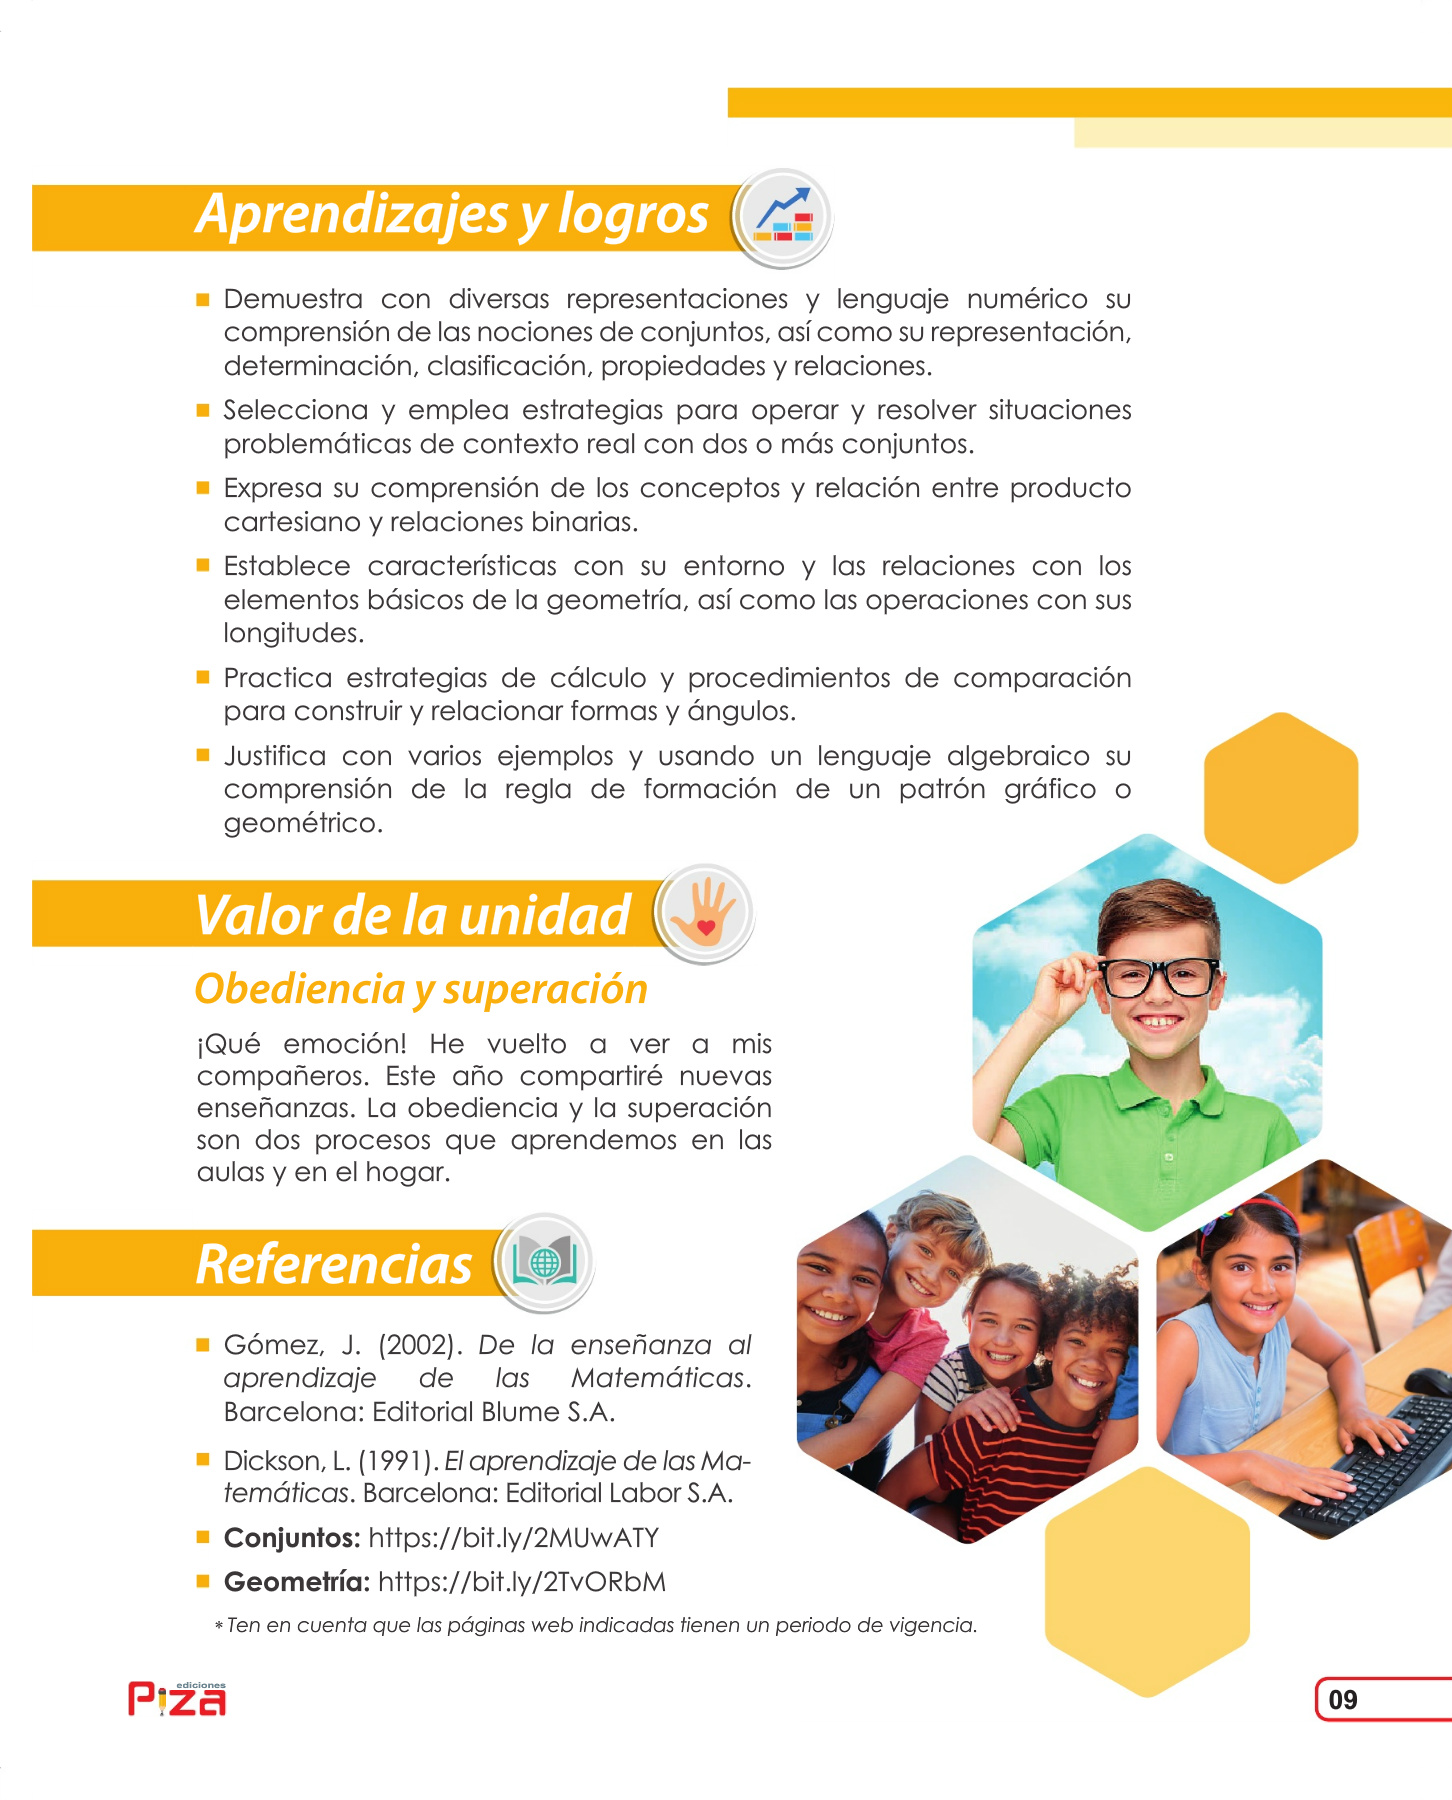 Aprendizajes y logros
Demuestra con diversas representaciones y lenguaje numérico su
comprensión de las nociones de conjuntos, así como su representación,
determinación, clasificación, propiedades y relaciones.
Selecciona y emplea estrategias para operar y resolver situaciones
problemáticas de contexto real con dos o más conjuntos.
Expresa su comprensión de los conceptos y relación entre producto
cartesiano y relaciones binarias.
Establece características con su entorno y las relaciones con los
elementos básicos de la geometría, así como las operaciones con sus
longitudes.
Practica estrategias de cálculo y procedimientos de comparación
para construir y relacionar formas y ángulos.
Justifica con varios ejemplos y usando un lenguaje algebraico su
comprensión de la regla de formación de un patrón gráfico o
geométrico.
Valor de la unidad
Obediencia y superación
¡Qué emoción! He vuelto a ver a mis
compañeros. Este año compartiré nuevas
enseñanzas. La obediencia y la superación
son dos procesos que aprendemos en las
aulas y en el hogar.
Referencias
Gómez, J. (2002). De la enseñanza al
aprendizaje de las Matemáticas.
Barcelona: Editorial Blume S.A.
Dickson, L. (1991). El aprendizaje de las Ma-
temáticas. Barcelona: Editorial Labor S.A.
Conjuntos: https://bit.ly/2MUwATY
Geometría: https://bit.ly/2TvORbM
* Ten en cuenta que las páginas web indicadas tienen un periodo de vigencia.
ediciones
Piza
09